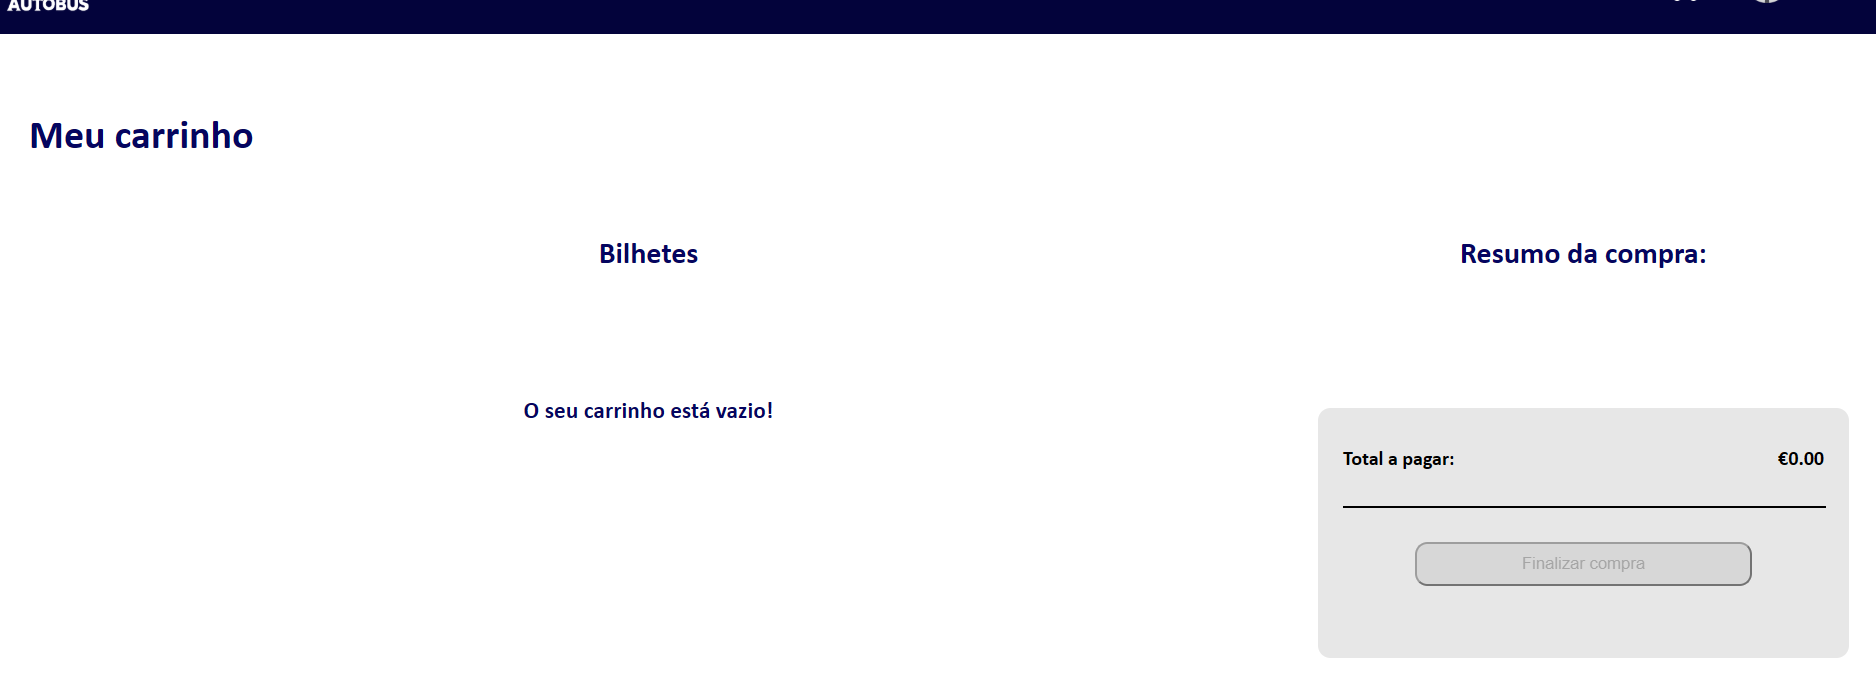 AUTOBUS
Meu carrinho
Bilhetes
Resumo da compra:
O seu carrinho está vazio!
Total a pagar:
€0.00
Finalizar compra